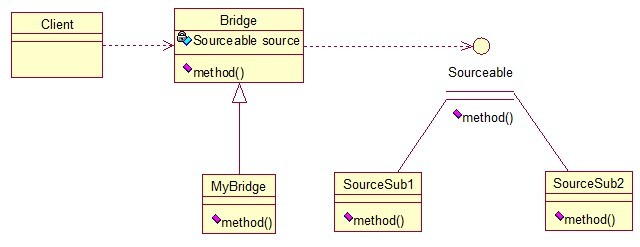 Client
Bridge
Sourceable source
method()
Sourceable
method()
MyBridge
method()
SourceSub1
method()
SourceSub2
method()